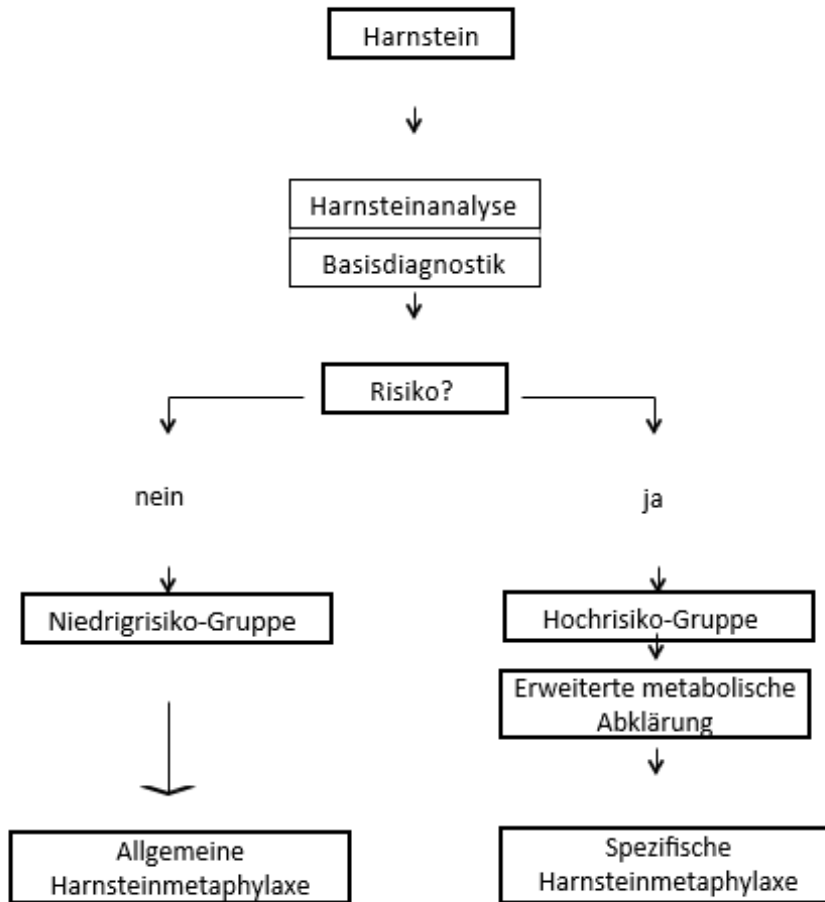 Harnstein
Harnsteinanalyse
Basisdiagnostik
Risiko?
nein
ja
Niedrigrisiko-Gruppe
Hochrisiko-Gruppe
Erweiterte metabolische
Abklärung
Allgemeine
Harnsteinmetaphylaxe
Spezifische
Harnsteinmetaphylaxe